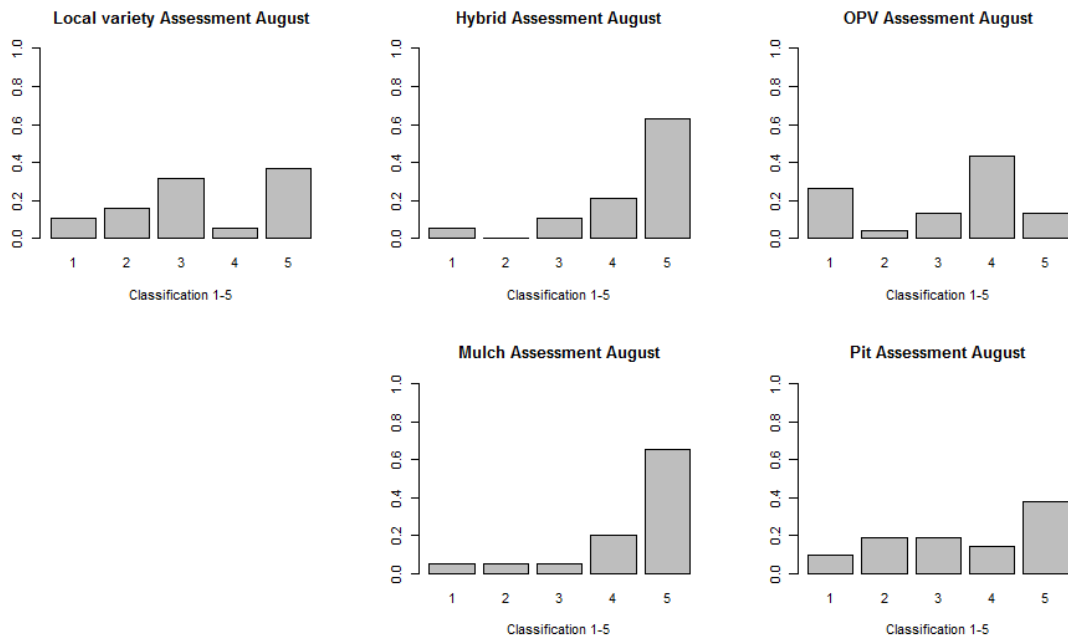 Local variety Assessment August
Hybrid Assessment August
OPV Assessment August
0.0 0.2 0.4 0.6 0.8 1.0
0.0 0.2 0.4 0.6 0.8 1.0
0.0 0.2 0.4 0.6 0.8 1.0
1 2 3 4 5
1 2 3 4 5
1 2 3 4 5
Classification 1-5
Classification 1-5
Classification 1-5
Mulch Assessment August
Pit Assessment August
0.0 0.2 0.4 0.6 0.8 1.0
0.0 0.2 0.4 0.6 0.8 1.0
1 2 3 4 5
1 2 3 4 5
Classification 1-5
Classification 1-5